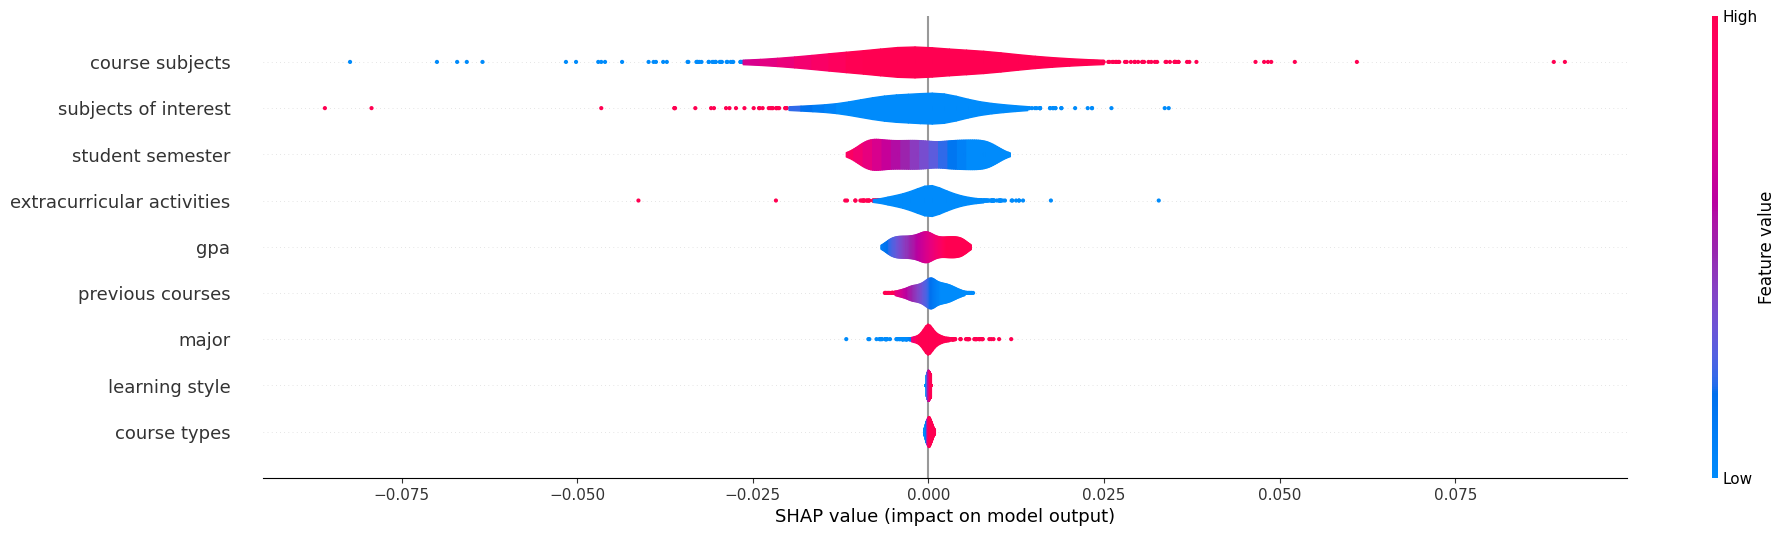 High
course subjects
subjects of interest
student semester
extracurricular activities
gpa
previous courses
major
learning style
course types
Feature value
Low
−0.075 −0.050 −0.025 0.000 0.025 0.050 0.075
SHAP value (impact on model output)